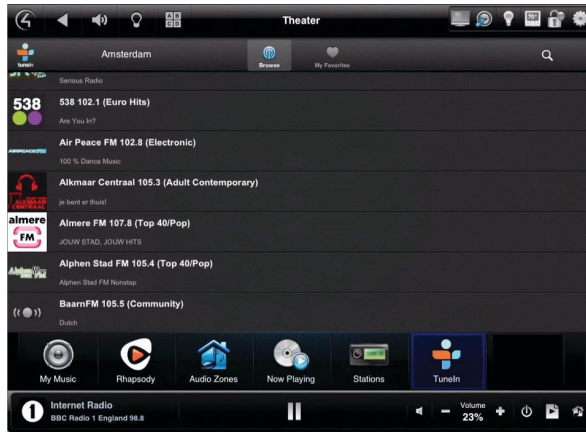 Theater
A B
C D
70°
tunein
Amsterdam
Browse
My Favorites
Serious Radio
538
538 102.1 (Euro Hits)
Are You In?
AIRPEACEFM
Air Peace FM 102.8 (Electronic)
100 % Dance Music
ALKMAAR
CENTRAAL
Alkmaar Centraal 105.3 (Adult Contemporary)
je bent er thuis!
almere
FM
Almere FM 107.8 (Top 40/Pop)
JOUW STAD, JOUW HITS
Alphen Stad FM 105.4 (Top 40/Pop)
Alphen Stad FM Nonstop
BaarnFM 105.5 (Community)
Dutch
My Music
Rhapsody
Audio Zones
Now Playing
Stations
TuneIn
1
Internet Radio
BBC Radio 1 England 98.8
Volume
23%